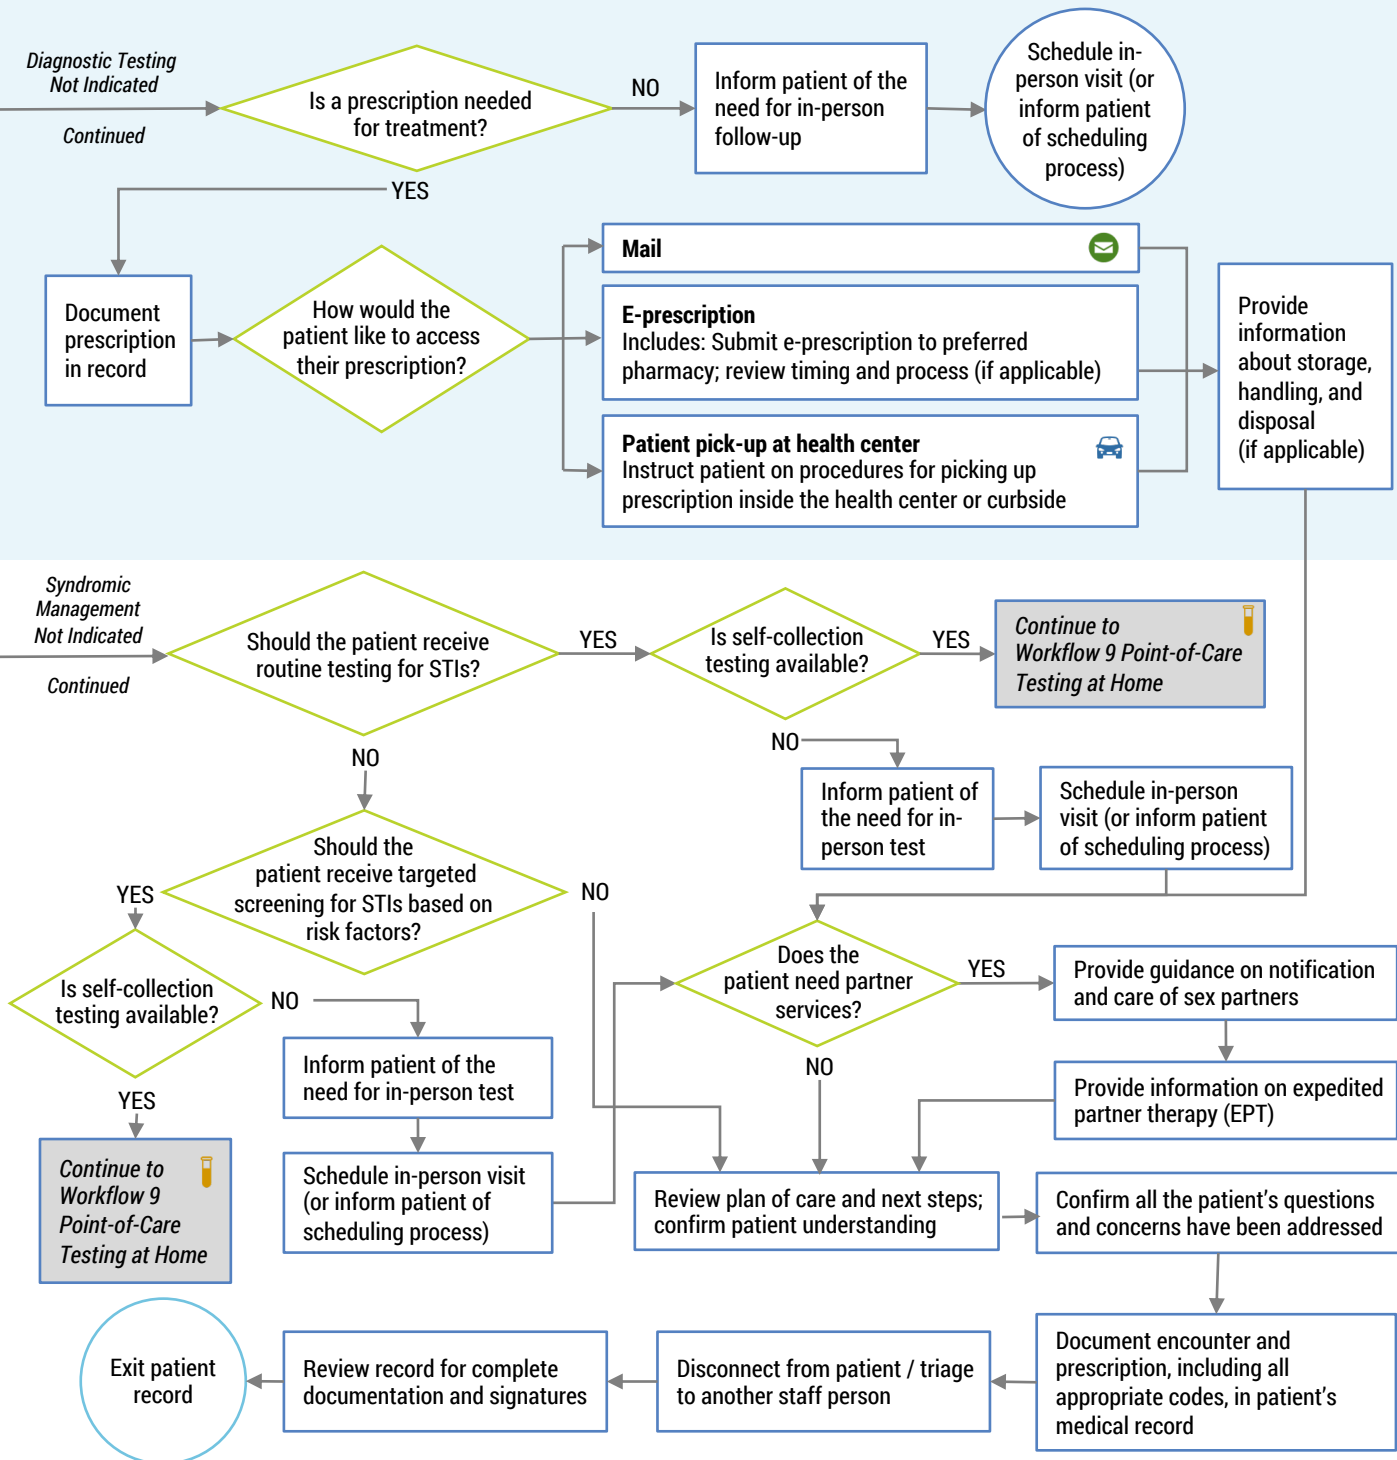 Diagnostic Testing
Not Indicated
Continued
Is a prescription needed
for treatment?
NO
Inform patient of the
need for in-person
follow-up
Schedule in-
person visit (or
inform patient
of scheduling
process)
YES
Document
prescription
in record
How would the
patient like to access
their prescription?
Mail
E-prescription
Includes: Submit e-prescription to preferred
pharmacy; review timing and process (if applicable)
Patient pick-up at health center
Instruct patient on procedures for picking up
prescription inside the health center or curbside
Provide
information
about storage,
handling, and
disposal
(if applicable)
Syndromic
Management
Not Indicated
Continued
Should the patient receive
routine testing for STIs?
YES
Is self-collection
testing available?
YES
Continue to
Workflow 9 Point-of-Care
Testing at Home
NO
NO
Inform patient of
the need for in-
person test
Schedule in-person
visit (or inform patient
of scheduling process)
Should the
patient receive targeted
screening for STIs based on
risk factors?
YES
NO
Is self-collection
testing available?
NO
YES
Inform patient of the
need for in-person test
Continue to
Workflow 9
Point-of-Care
Testing at Home
Schedule in-person visit
(or inform patient of
scheduling process)
Does the
patient need partner
services?
YES
Provide guidance on notification
and care of sex partners
NO
Provide information on expedited
partner therapy (EPT)
Review plan of care and next steps;
confirm patient understanding
Confirm all the patient’s questions
and concerns have been addressed
Document encounter and
prescription, including all
appropriate codes, in patient’s
medical record
Disconnect from patient / triage
to another staff person
Review record for complete
documentation and signatures
Exit patient
record